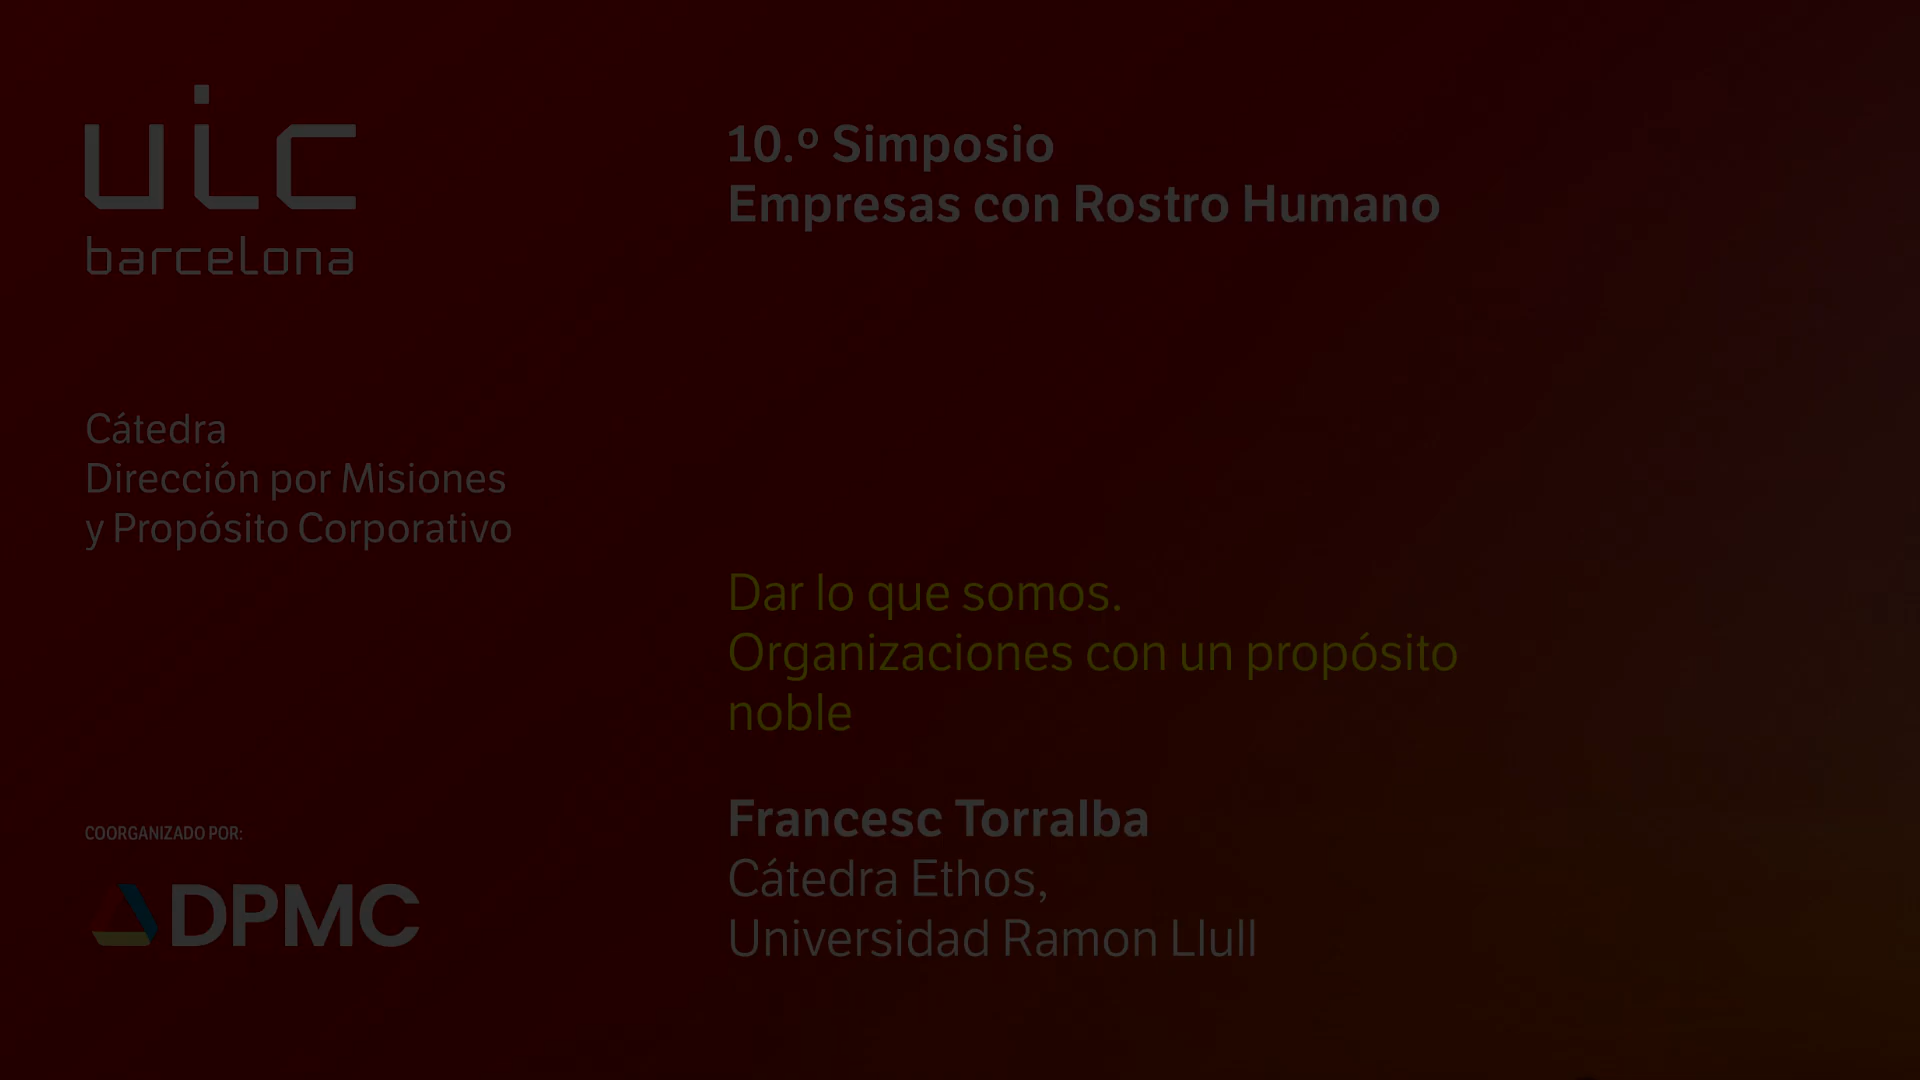 uic
barcelona
Cátedra
Dirección por Misiones
y Propósito Corporativo
COORGANIZADO POR:
DPMC
10.º Simposio
Empresas con Rostro Humano
Dar lo que somos.
Organizaciones con un propósito
noble
Francesc Torralba
Cátedra Ethos,
Universidad Ramon Llull